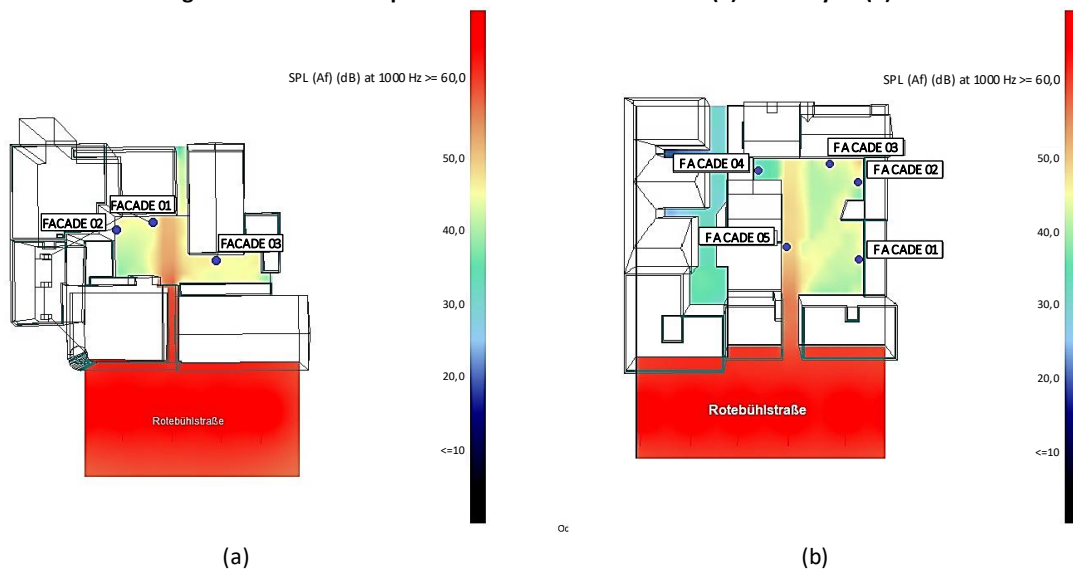 SPL (Af) (dB) at 1000 Hz >= 60,0
50,0
40,0
30,0
20,0
<=10
FACADE 01
FACADE 02
FACADE 03
Rotebühlstraße
(a)
SPL (Af) (dB) at 1000 Hz >= 60,0
50,0
40,0
30,0
20,0
<=10
FACADE 03
FACADE 04
FACADE 02
FACADE 05
FACADE 01
Rotebühlstraße
Oc
(b)